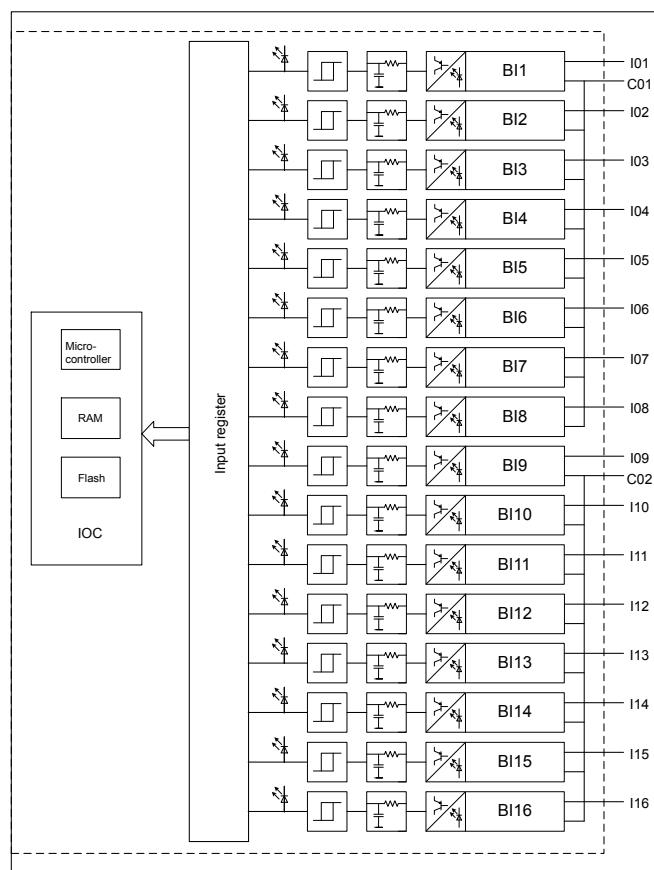 BI1 I01
C01
BI2 I02
BI3 I03
BI4 I04
BI5 I05
BI6 I06
BI7 I07
BI8 I08
BI9 I09
C02
BI10 I10
BI11 I11
BI12 I12
BI13 I13
BI14 I14
BI15 I15
BI16 I16
Input register
Micro-
controller
RAM
Flash
IOC